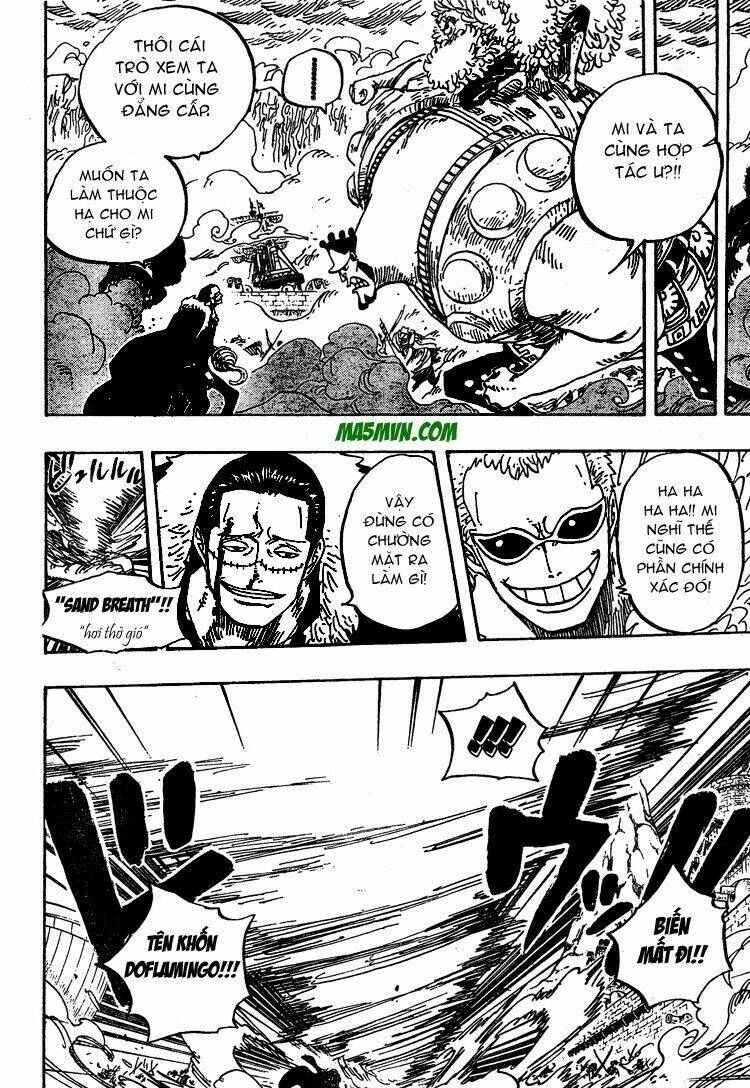 MI VÀ TA
CÙNG HỢP
TÁC Ư?!!
THÔI CÁI
TRÒ XEM TA
VỚI MI CÙNG
ĐẲNG CẤP.
MUỐN TA
LÀM THUỘC
HẠ CHO MI
CHỨ GÌ?
MA5MVN.COM
HA HA
HA HA!! MI
NGHĨ THẾ
CŨNG CÓ
PHẦN CHÍNH
XÁC ĐÓ!
VẬY
ĐỪNG CÓ
CHƯỜNG
MẶT RA
LÀM GÌ!
"SAND BREATH"!!
"hơi thở gió"
!!!!
BIẾN
MẤT ĐI!!
TÊN KHỐN
DOFLAMINGO!!!